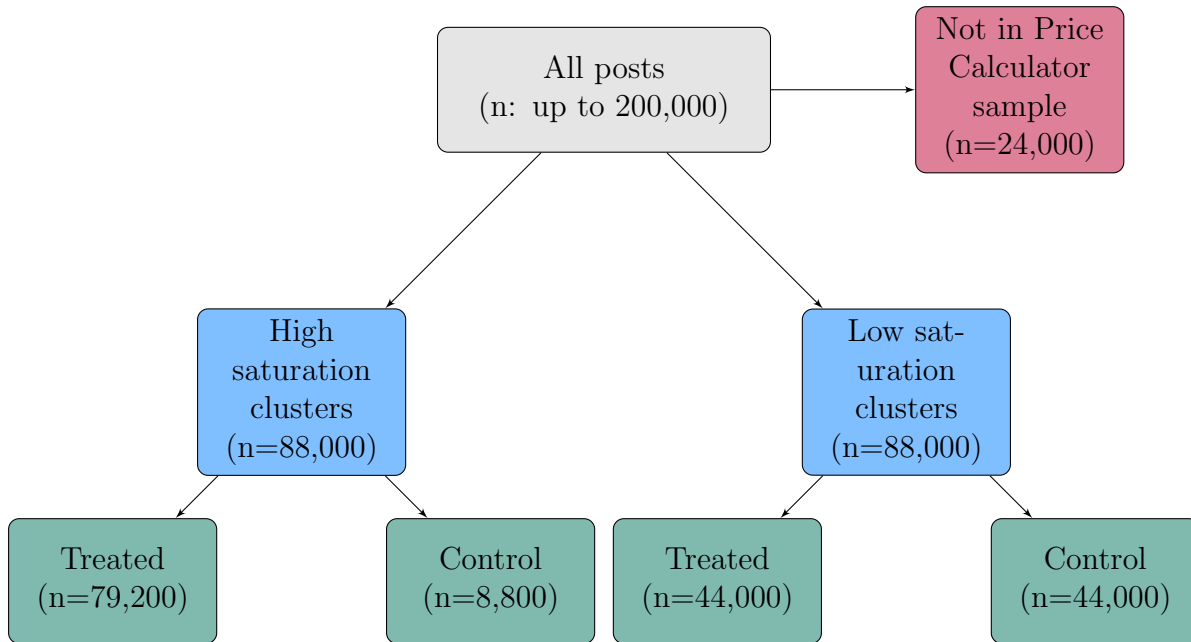 All posts
(n: up to 200,000)
Not in Price
Calculator
sample
(n=24,000)
High
saturation
clusters
(n=88,000)
Low sat-
uration
clusters
(n=88,000)
Treated
(n=79,200)
Control
(n=8,800)
Treated
(n=44,000)
Control
(n=44,000)